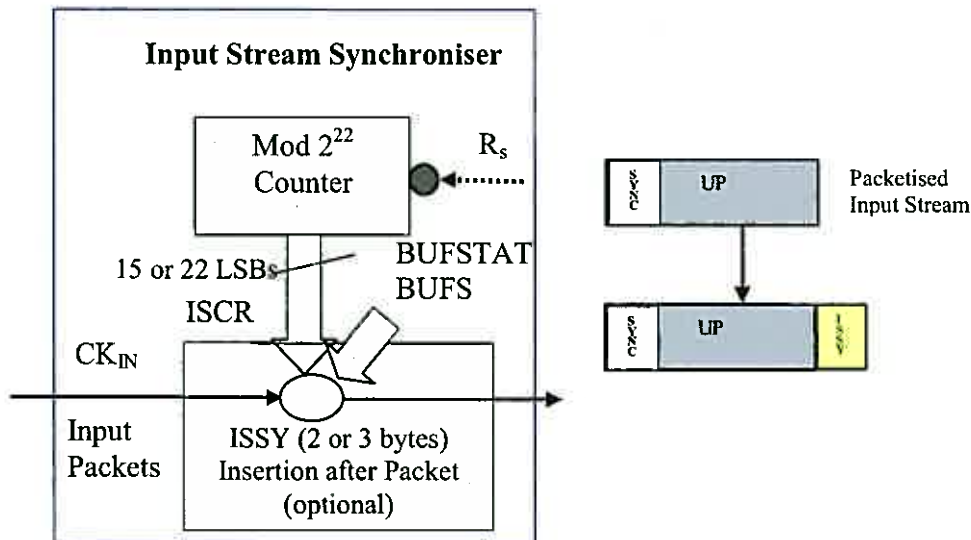 Input Stream Synchroniser
Mod 2²²
Counter
Rₛ
15 or 22 LSBs
ISCR
BUFSTAT
BUFS
CK_IN
Input
Packets
ISSY (2 or 3 bytes)
Insertion after Packet
(optional)
SYNC
UP
Packetised
Input Stream
SYNC
UP